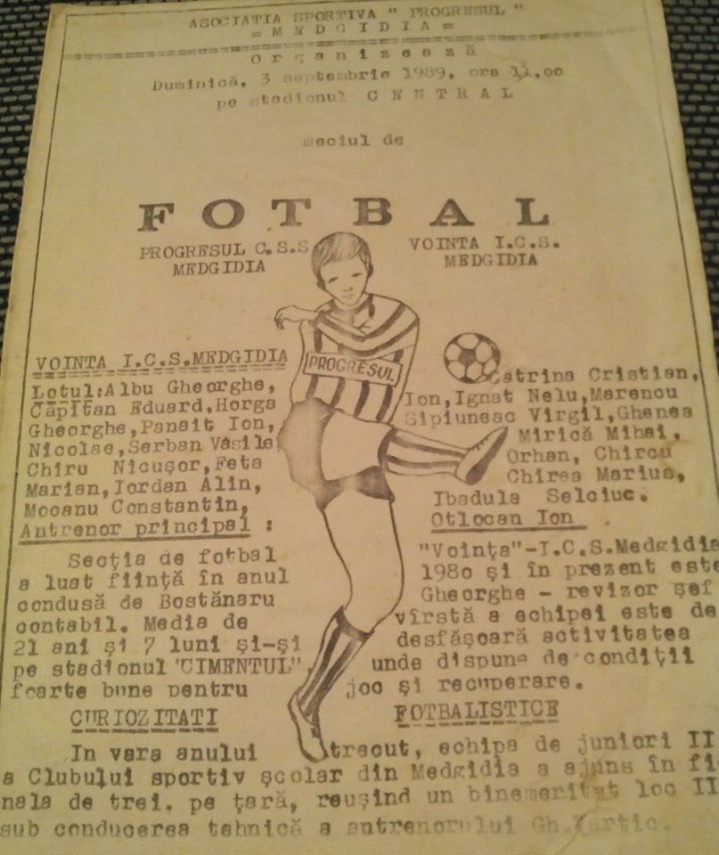 ASOCIATIA SPORTIVA " PROGRESUL "
= M E D G I D I A =
O r g a n i z e a z ă
Duminică, 3 septembrie 1989, ora 11,oo
pe stadionul C E N T R A L
meciul de
F O T B A L
PROGRESUL C.S.S VOINTA I.C.S.
MEDGIDIA MEDGIDIA
VOINTA I.C.S.MEDGIDIA
PROGRESUL
Lotul:Albu Gheorghe, Catrina Cristian,
Căpitan Eduard,Horga Ion,Ignat Nelu,Marencu
Gheorghe,Panait Ion, Sipiuneac Virgil,Ghenea
Nicolae,Serban Vasile Mirică Mihai,
Chiru Nicuşor,Feta Orhan, Chircu
Marian,Iordan Alin, Chirea Marius,
Mocanu Constantin, Ibadula Selciuc.
Antrenor principal : Otlocan Ion
Secţia de fotbal "Voinţa"-I.C.S.Medgidia
a luat fiinţă în anul 198o şi în prezent este
condusă de Bostănaru Gheorghe - revizor şef
contabil. Media de vîrstă a echipei este de
21 ani şi 7 luni şi-şi desfăşoară activitatea
pe stadionul "CIMENTUL" unde dispune de condiţii
foarte bune pentru joc şi recuperare.
CURIOZITATI FOTBALISTICE
In vara anului trecut, echipa de juniori II
a Clubului sportiv şcolar din Medgidia a ajuns în fi-
nala de trei. pe ţară, reuşind un binemeritat loc II
sub conducerea tehnică a antrenorului Gh.